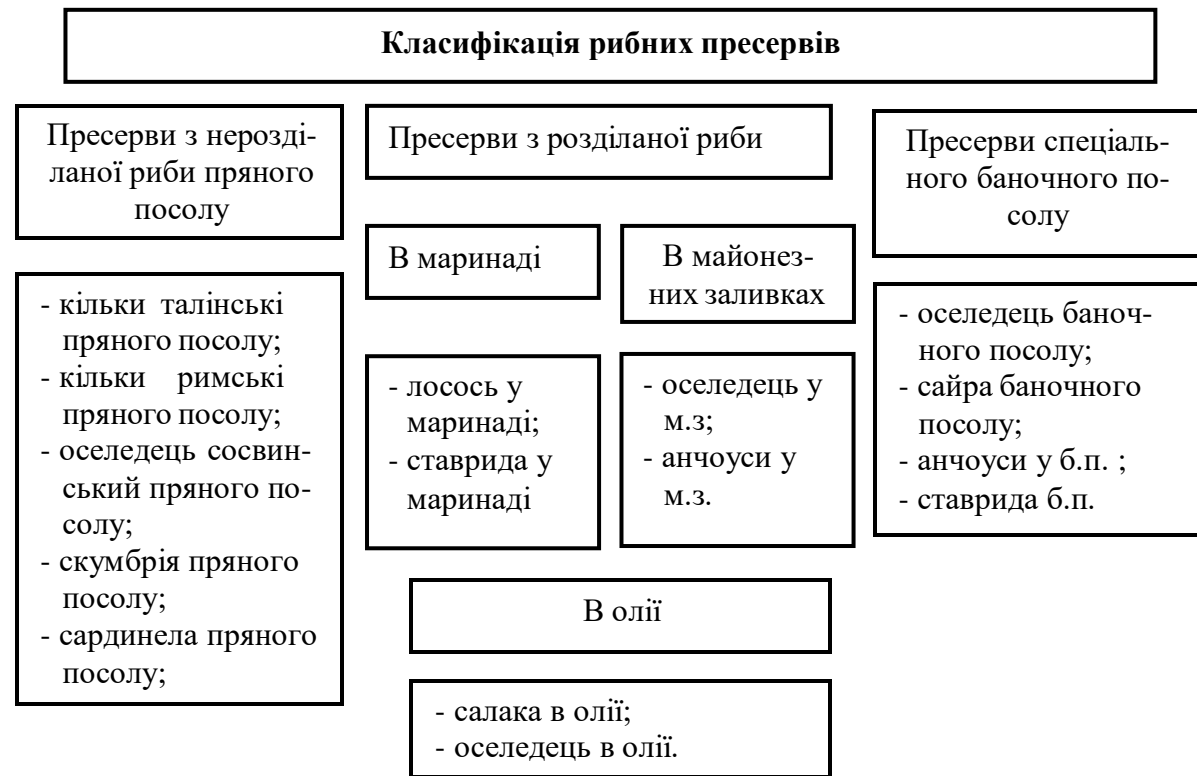 Класифікація рибних пресервів
Пресерви з нерозді-
ланої риби пряного
посолу
- кільки талінські
пряного посолу;
- кільки римські
пряного посолу;
- оселедець сосвин-
ський пряного по-
солу;
- скумбрія пряного
посолу;
- сардинела пряного
посолу;
Пресерви з розділаної риби
В маринаді
- лосось у
маринаді;
- ставрида у
маринаді
В майонез-
них заливках
- оселедець у
м.з;
- анчоуси у
м.з.
В олії
- салака в олії;
- оселедець в олії.
Пресерви спеціаль-
ного баночного по-
солу
- оселедець баноч-
ного посолу;
- сайра баночного
посолу;
- анчоуси у б.п. ;
- ставрида б.п.